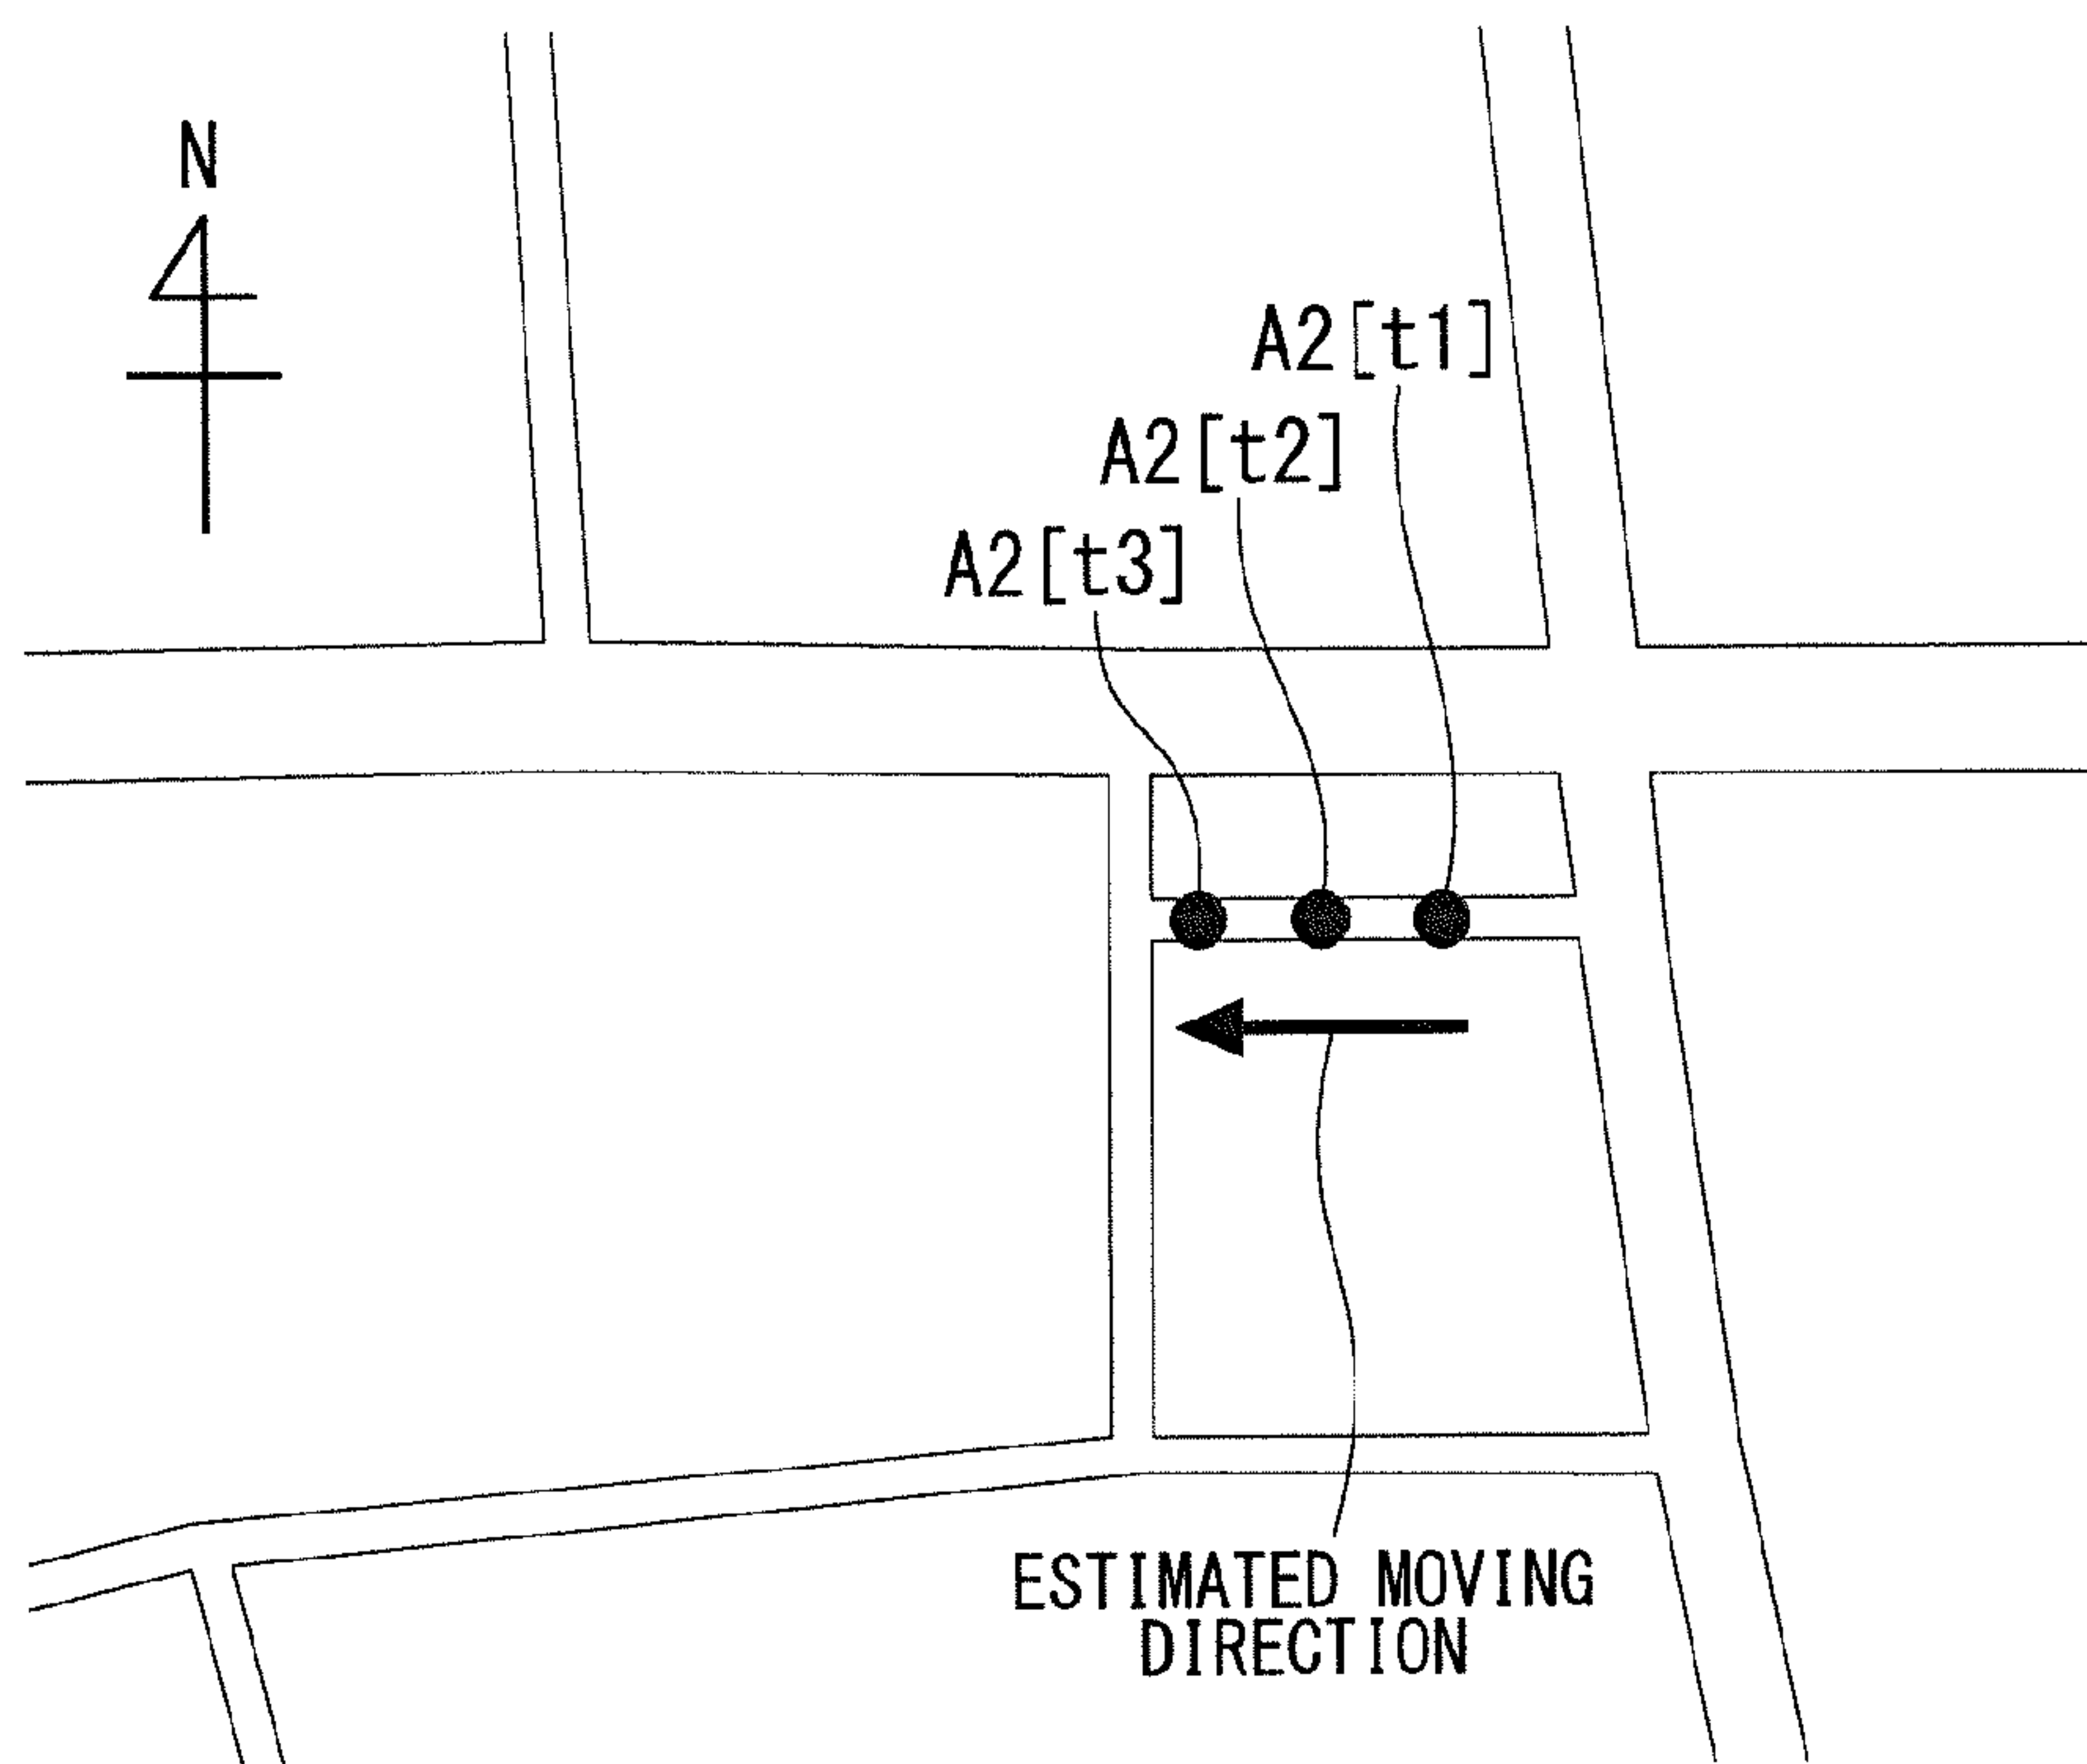 N
A2[t1]
A2[t2]
A2[t3]
ESTIMATED MOVING
DIRECTION